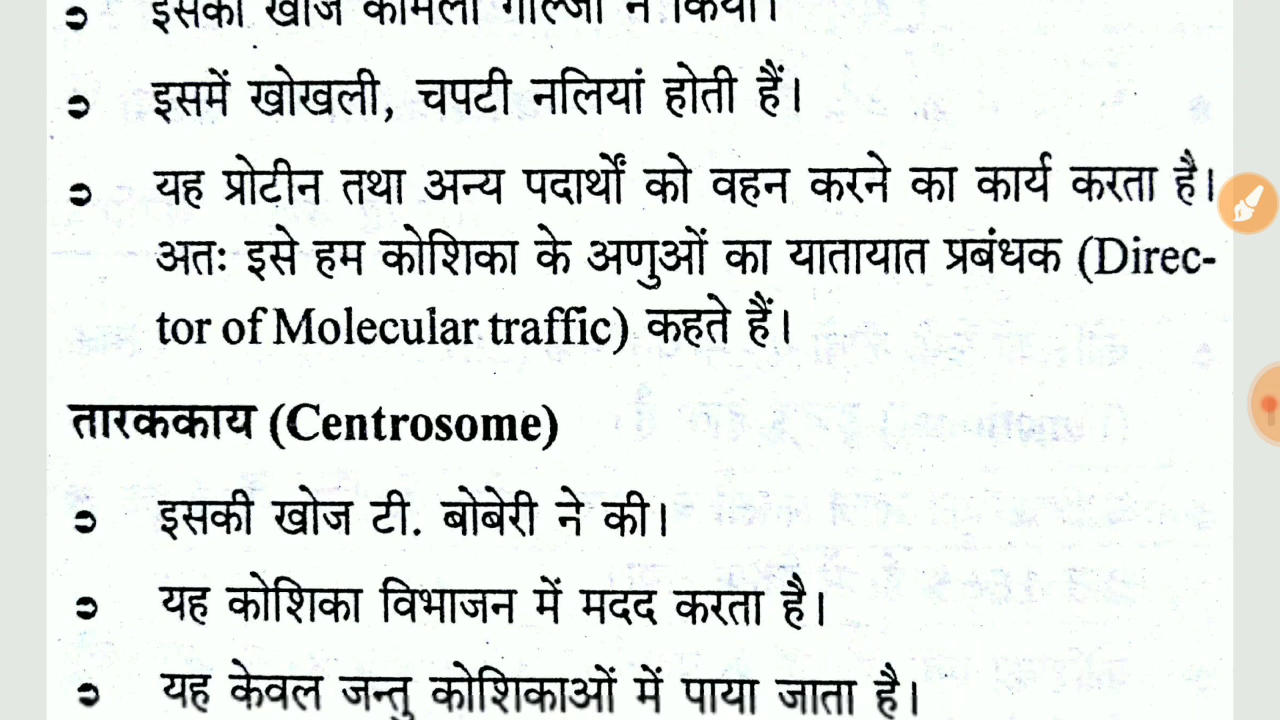 इसकी खोज कामिलो गॉल्जी ने किया।
इसमें खोखली, चपटी नलियां होती हैं।
यह प्रोटीन तथा अन्य पदार्थों को वहन करने का कार्य करता है।
अतः इसे हम कोशिका के अणुओं का यातायात प्रबंधक (Direc-
tor of Molecular traffic) कहते हैं।
तारककाय (Centrosome)
इसकी खोज टी. बोबेरी ने की।
यह कोशिका विभाजन में मदद करता है।
यह केवल जन्तु कोशिकाओं में पाया जाता है।